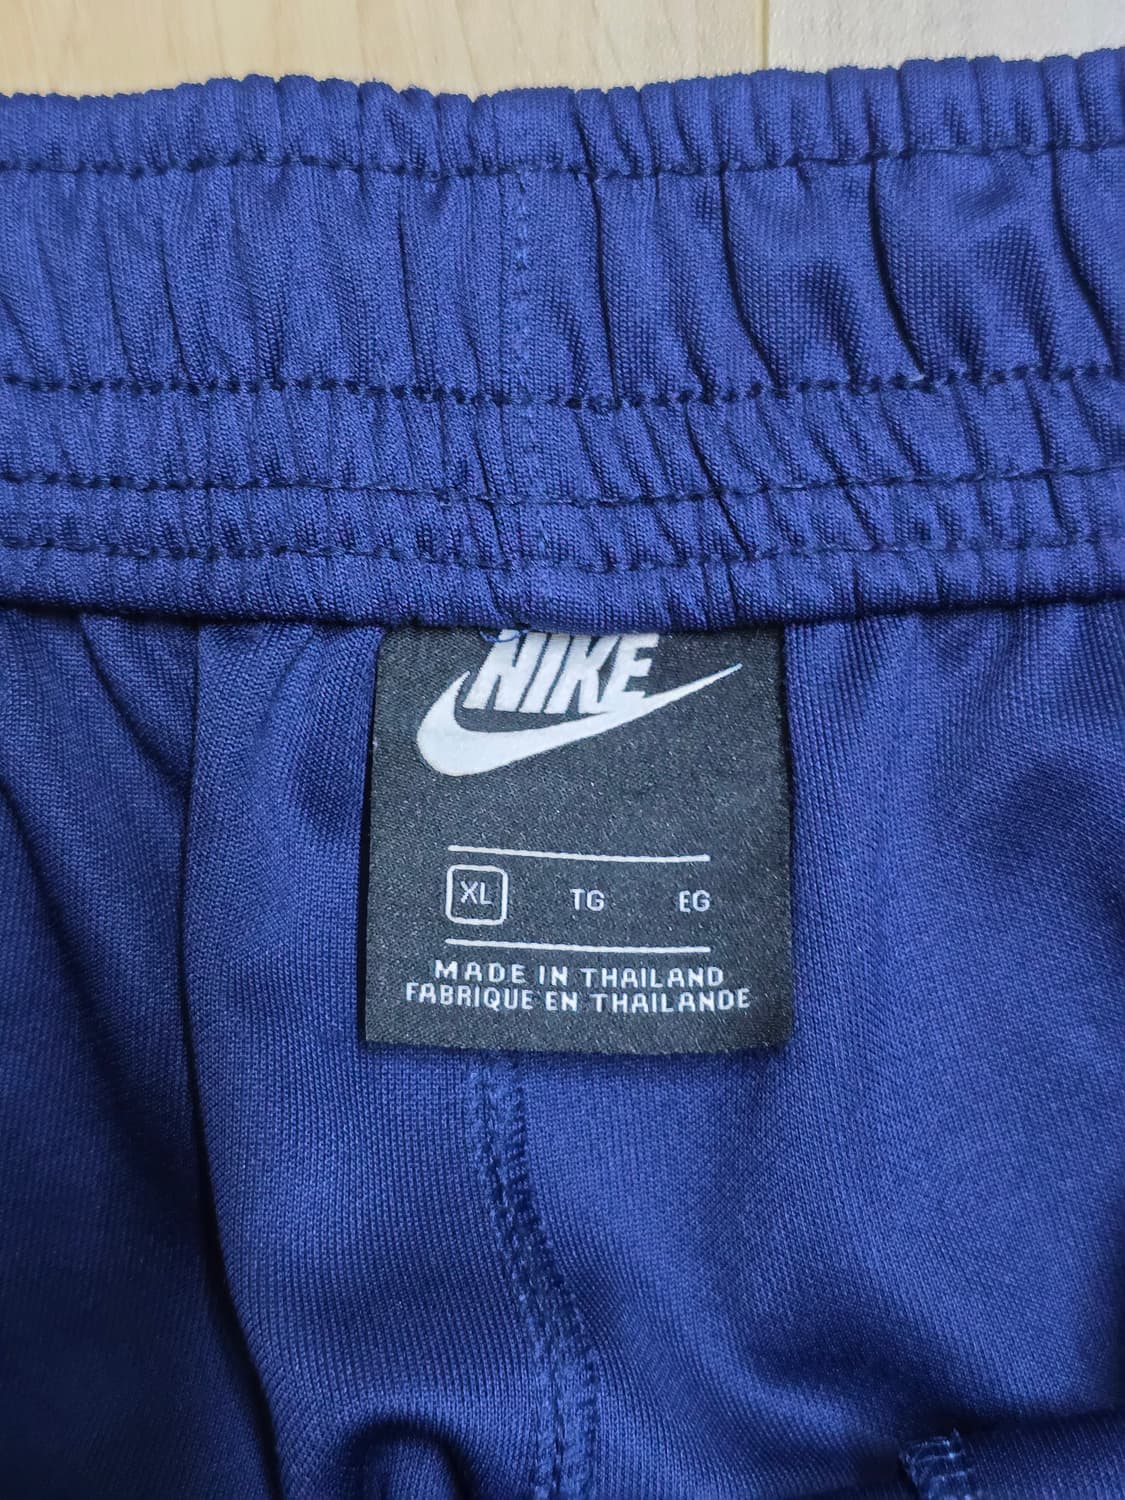 NIKE
XL TG EG
MADE IN THAILAND
FABRIQUE EN THAILANDE